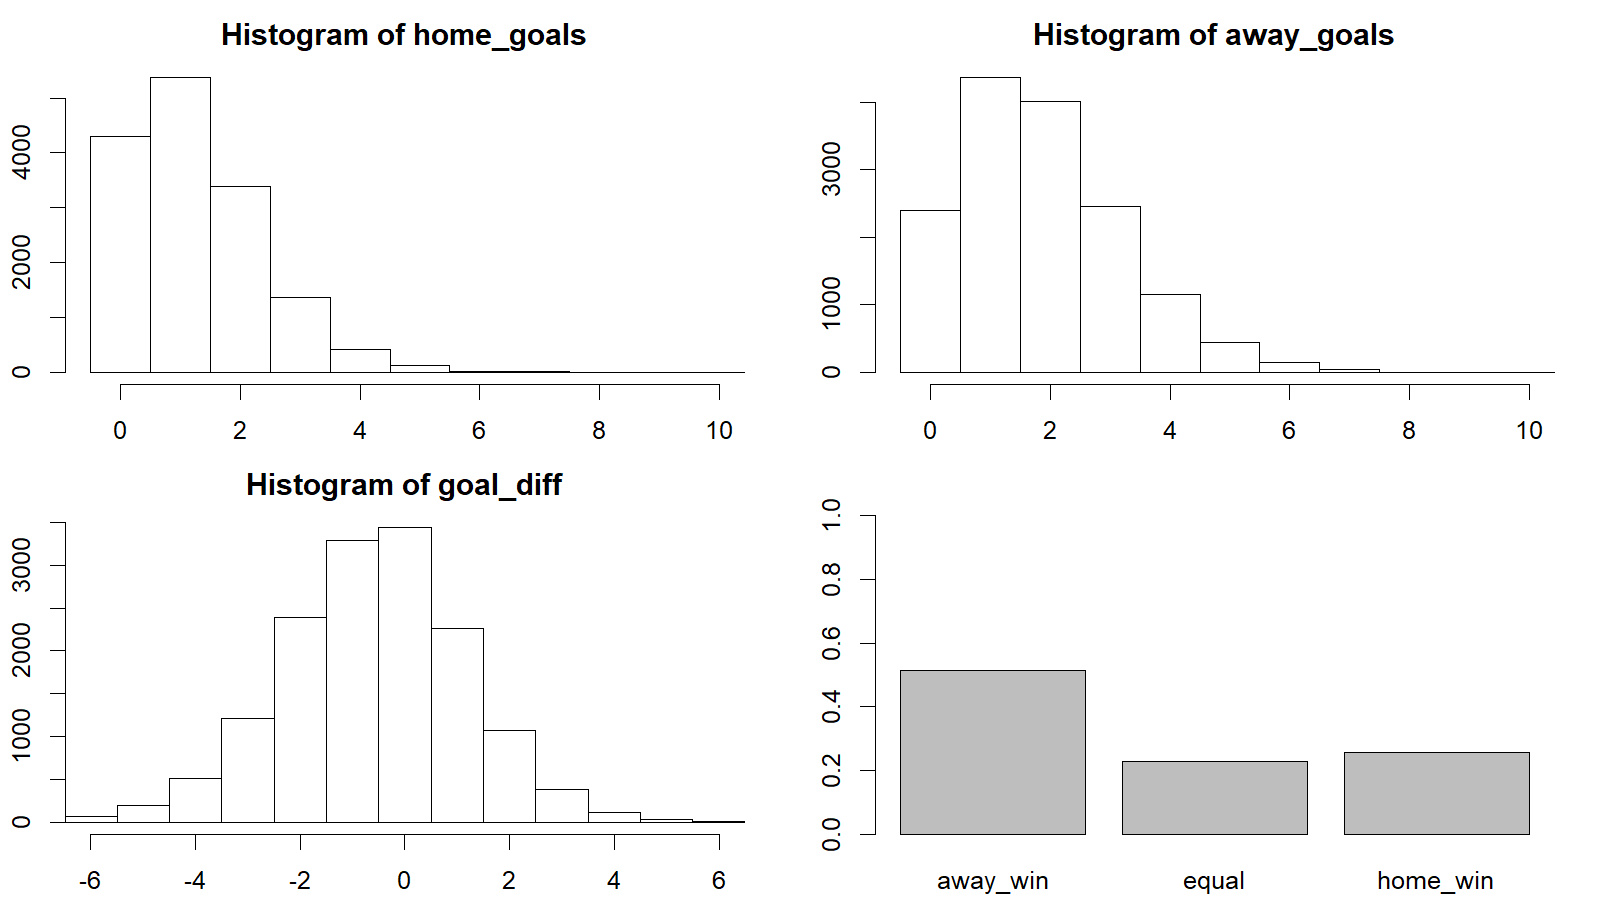 Histogram of home_goals
0 2000 4000
0 2 4 6 8 10
Histogram of away_goals
0 1000 3000
0 2 4 6 8 10
Histogram of goal_diff
0 1000 2000 3000
-6 -4 -2 0 2 4 6
0.0 0.2 0.4 0.6 0.8 1.0
away_win equal home_win